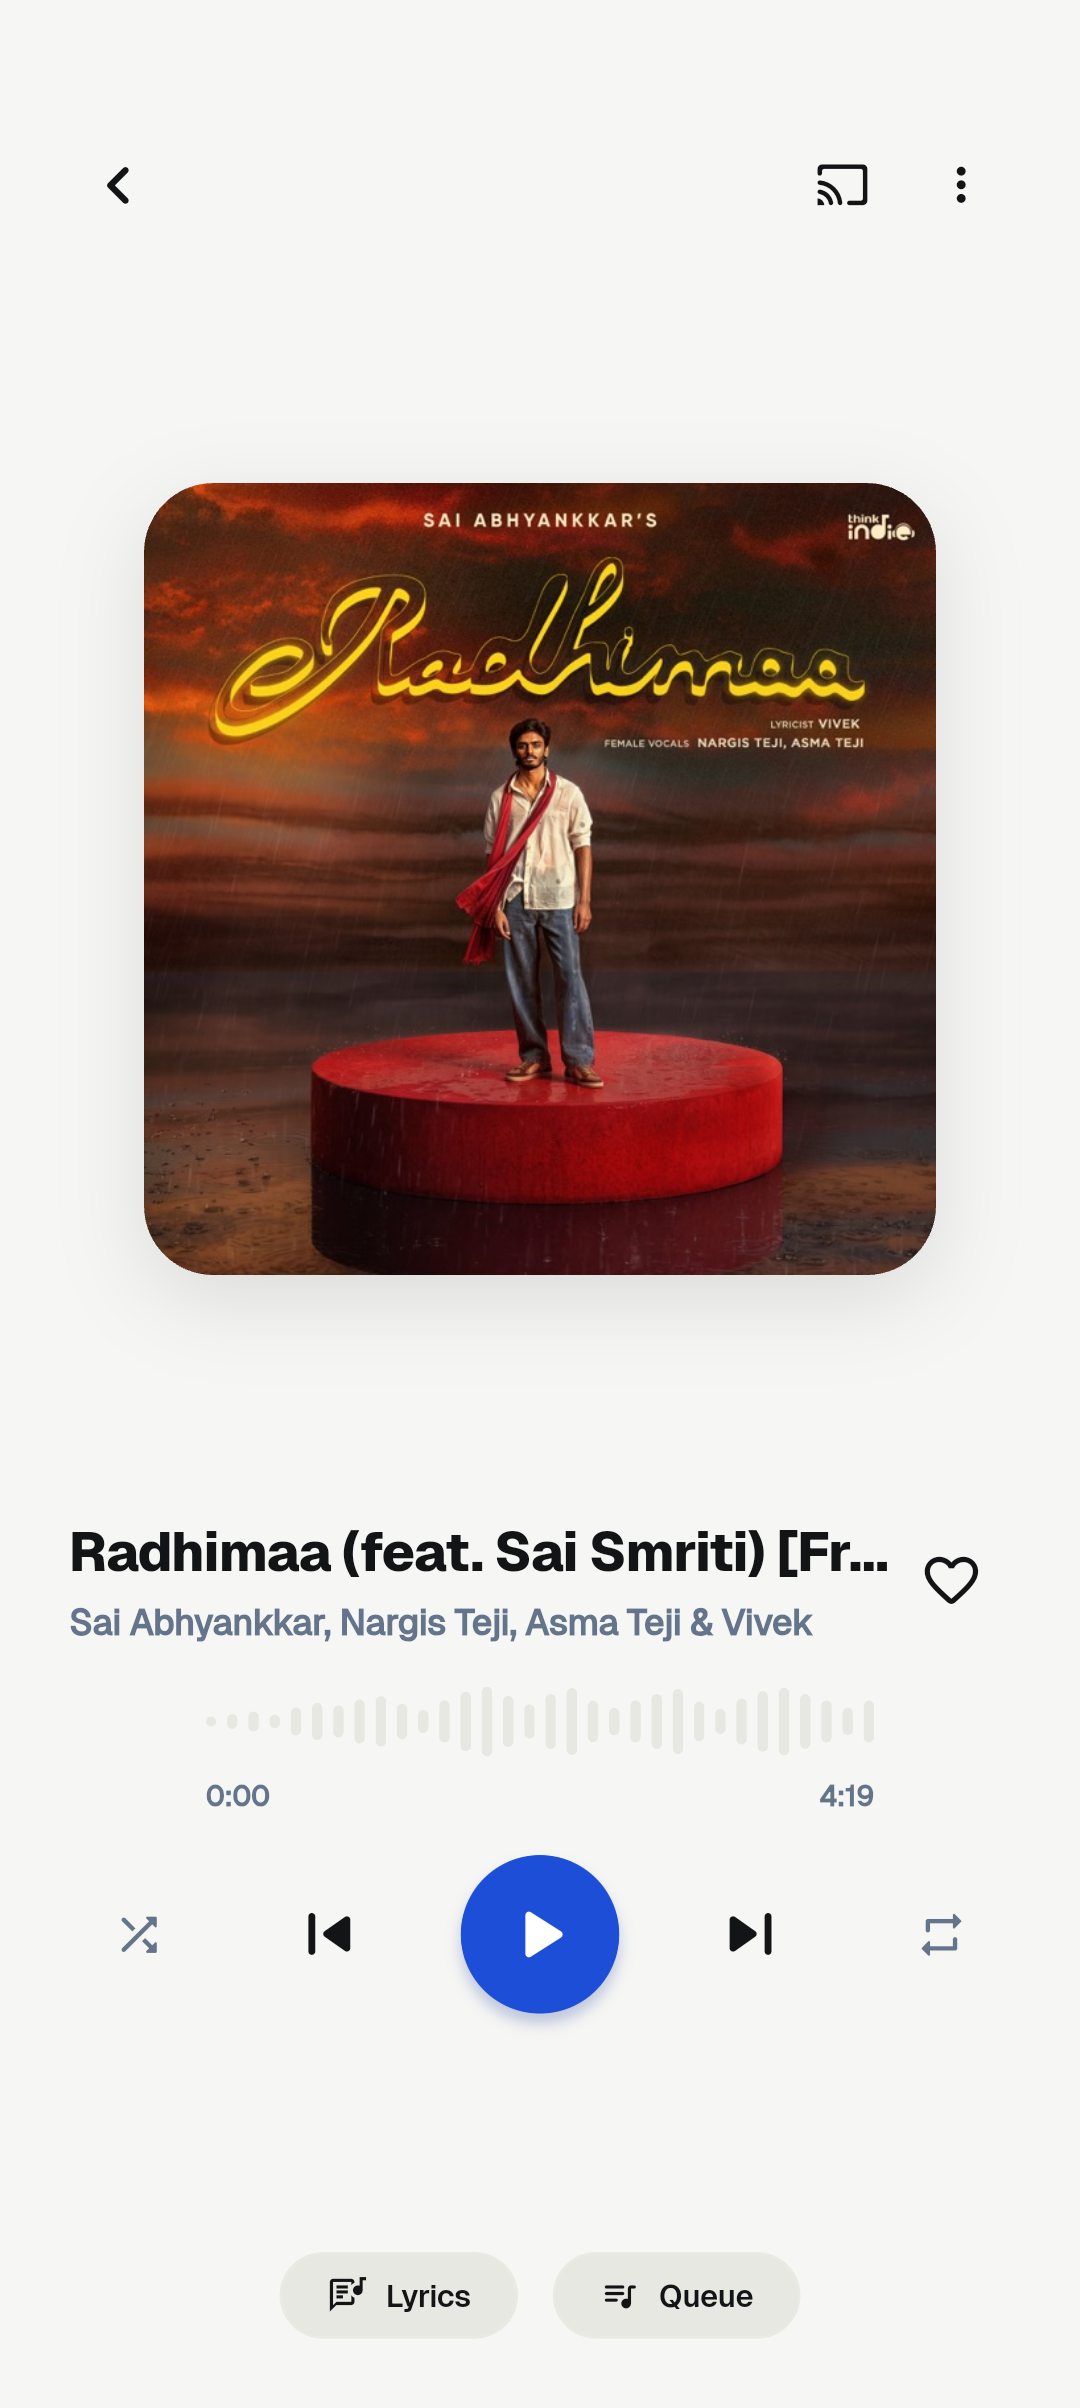 SAI ABHYANKKAR'S
think
indie
Radhimaa
LYRICIST VIVEK
FEMALE VOCALS NARGIS TEJI, ASMA TEJI
Radhimaa (feat. Sai Smriti) [Fr...
Sai Abhyankkar, Nargis Teji, Asma Teji & Vivek
0:00 4:19
Lyrics Queue